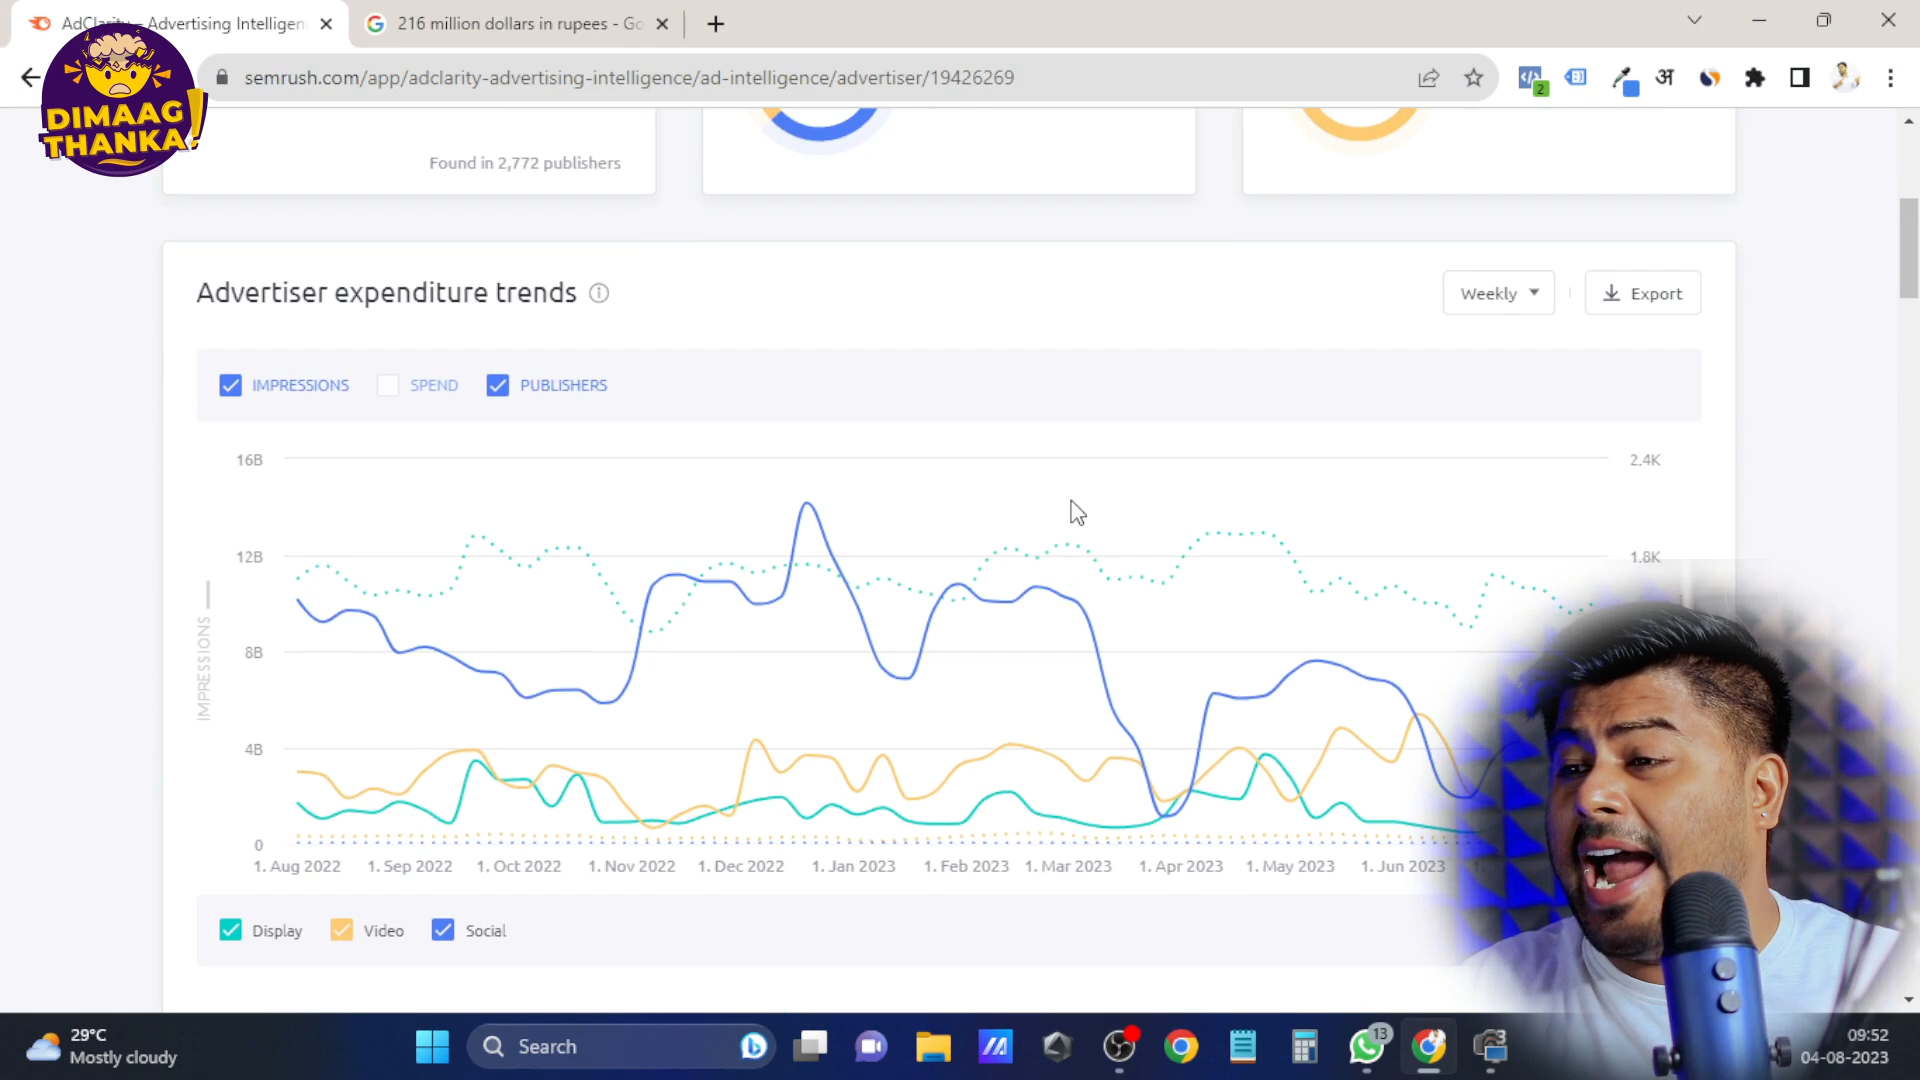 AdClarity - Advertising Intelligen
216 million dollars in rupees - Go
semrush.com/app/adclarity-advertising-intelligence/ad-intelligence/advertiser/19426269
2
अ
DIMAAG
THANKA!
Found in 2,772 publishers
Advertiser expenditure trends
Weekly
Export
IMPRESSIONS
SPEND
PUBLISHERS
16B
2.4K
12B
1.8K
8B
4B
0
IMPRESSIONS
1. Aug 2022
1. Sep 2022
1. Oct 2022
1. Nov 2022
1. Dec 2022
1. Jan 2023
1. Feb 2023
1. Mar 2023
1. Apr 2023
1. May 2023
1. Jun 2023
Display
Video
Social
29°C
Mostly cloudy
Search
13
3
09:52
04-08-2023